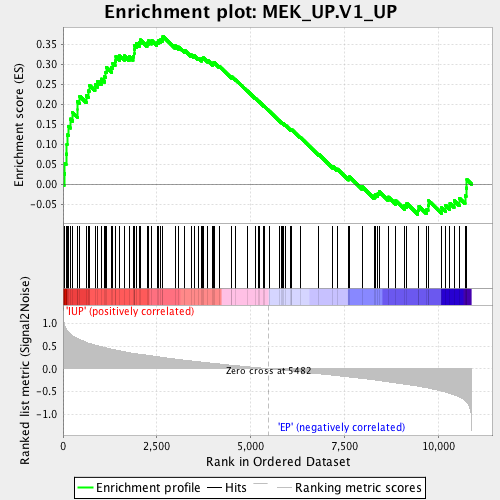 Enrichment plot: MEK_UP.V1_UP
Enrichment score (ES)
0.35
0.30
0.25
0.20
0.15
0.10
0.05
0.00
-0.05
'IUP' (positively correlated)
Ranked list metric (Signal2Noise)
1.0
0.5
0.0
-0.5
-1.0
Zero cross at 5482
'EP' (negatively correlated)
0
2,500
5,000
7,500
10,000
Rank in Ordered Dataset
Enrichment profile
Hits
Ranking metric scores